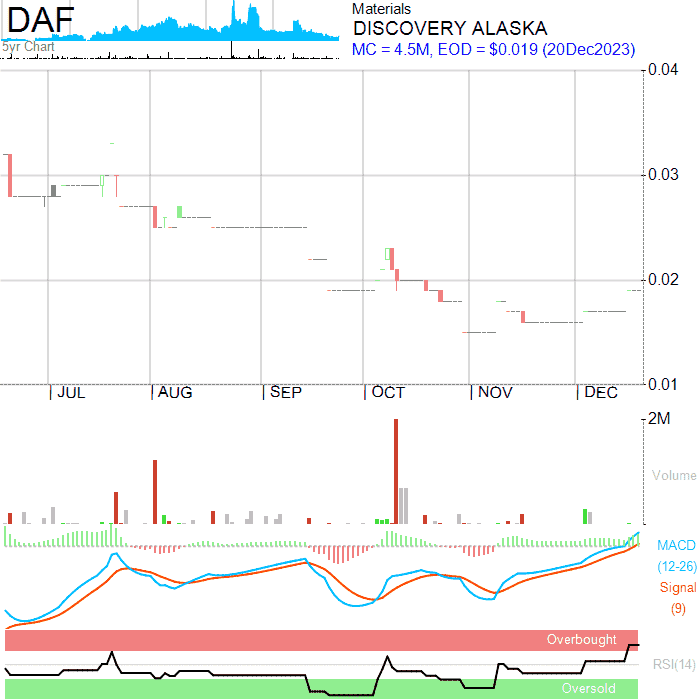 DAF
5yr Chart
Materials
DISCOVERY ALASKA
MC = 4.5M, EOD = $0.019 (20Dec2023)
0.04
0.03
0.02
0.01
JUL AUG SEP OCT NOV DEC
2M
Volume
MACD
(12-26)
Signal
(9)
Overbought
RSI(14)
Oversold